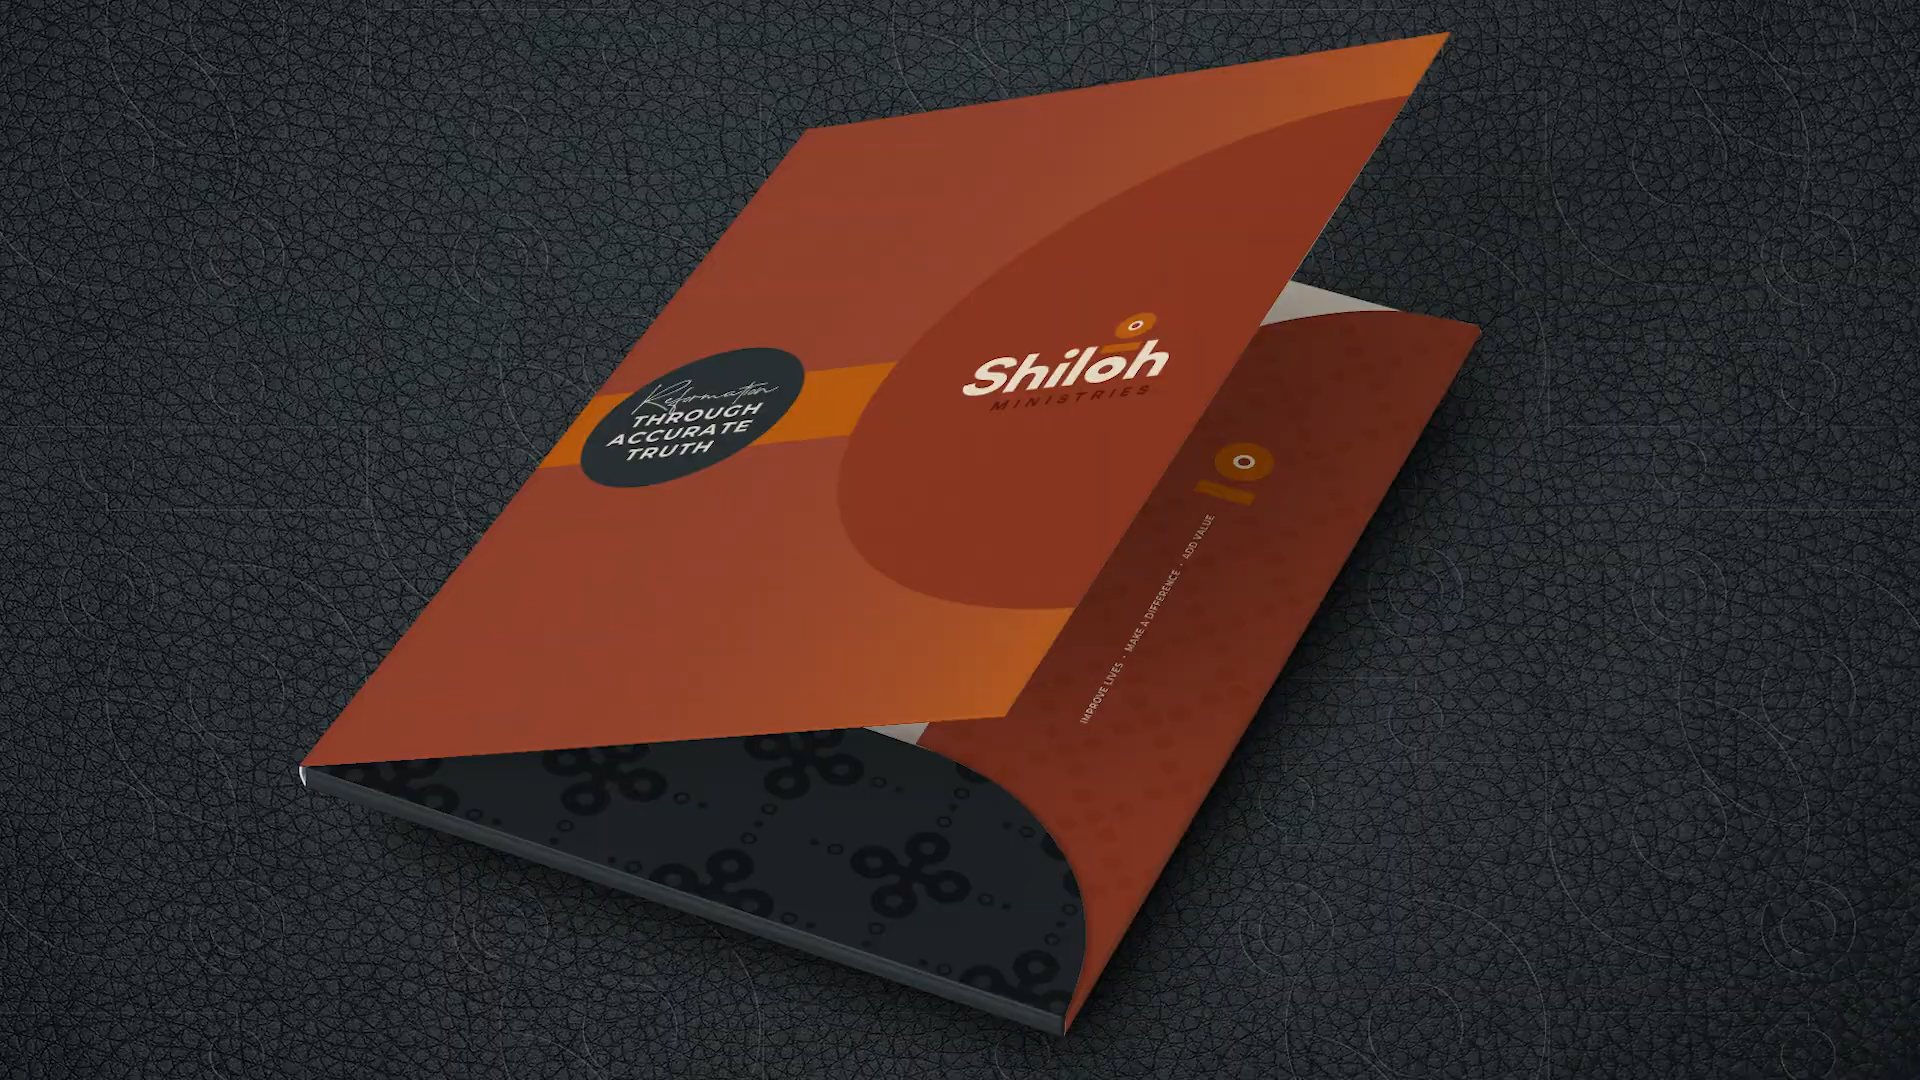 Reformation
THROUGH
ACCURATE
TRUTH
Shiloh
MINISTRIES
IMPROVE LIVES · MAKE A DIFFERENCE · ADD VALUE